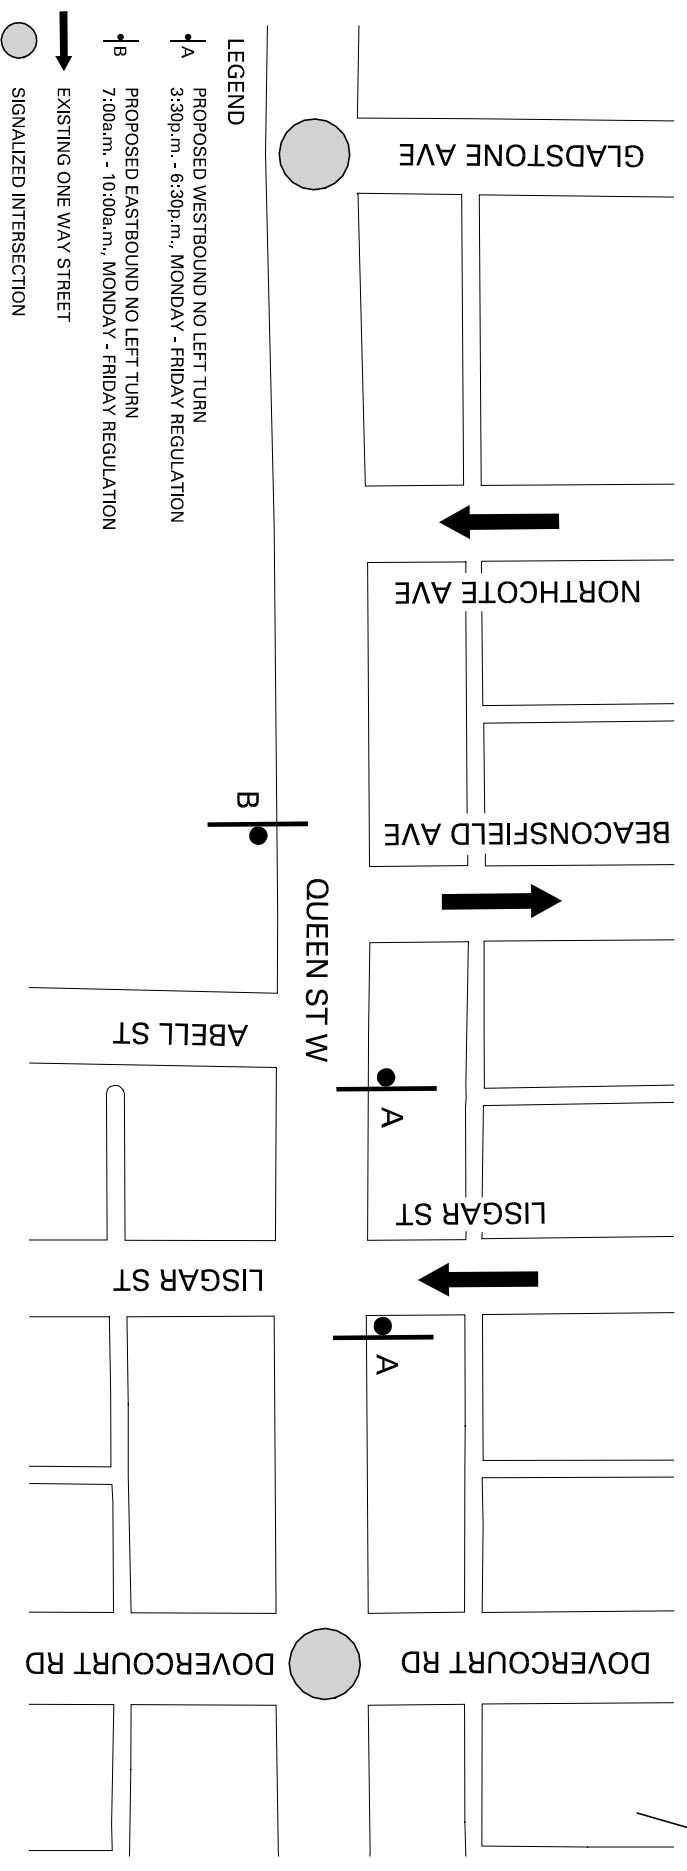 GLADSTONE AVE
NORTHCOTE AVE
BEACONSFIELD AVE
B
QUEEN ST W
ABELL ST
A
LISGAR ST
LISGAR ST
A
DOVERCOURT RD
DOVERCOURT RD
LEGEND
A
PROPOSED WESTBOUND NO LEFT TURN
3:30p.m. - 6:30p.m., MONDAY - FRIDAY REGULATION
B
PROPOSED EASTBOUND NO LEFT TURN
7:00a.m. - 10:00a.m., MONDAY - FRIDAY REGULATION
EXISTING ONE WAY STREET
SIGNALIZED INTERSECTION